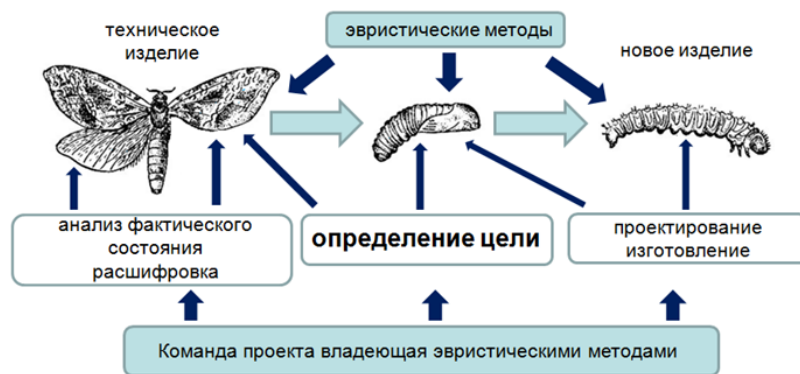 техническое
изделие
эвристические методы
новое изделие
анализ фактического
состояния
расшифровка
определение цели
проектирование
изготовление
Команда проекта владеющая эвристическими методами